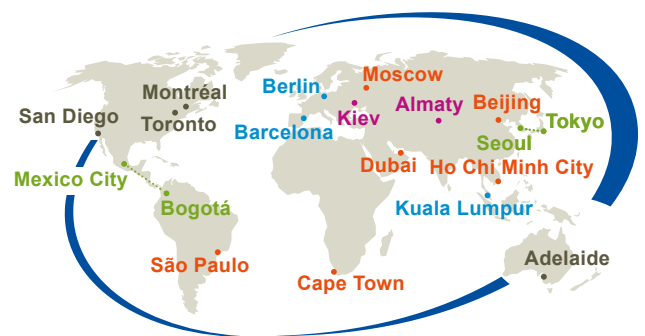 Moscow
Berlin
Montréal
Almaty
Beijing
San Diego
Kiev
Tokyo
Toronto
Barcelona
Seoul
Dubai
Ho Chi Minh City
Mexico City
Bogotá
Kuala Lumpur
Adelaide
São Paulo
Cape Town